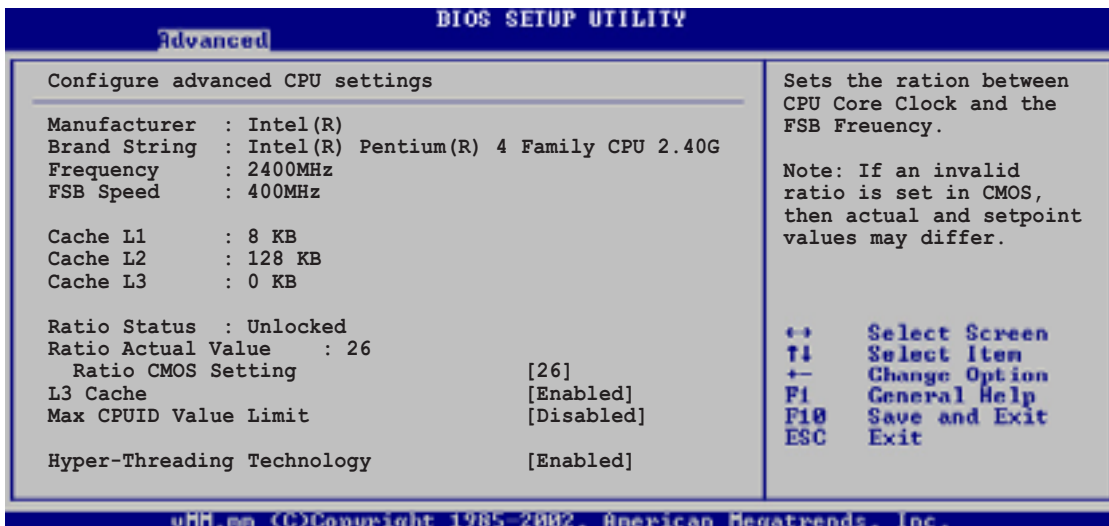 BIOS SETUP UTILITY
Advanced
Configure advanced CPU settings
Manufacturer : Intel(R)
Brand String : Intel(R) Pentium(R) 4 Family CPU 2.40G
Frequency : 2400MHz
FSB Speed : 400MHz
Cache L1 : 8 KB
Cache L2 : 128 KB
Cache L3 : 0 KB
Ratio Status : Unlocked
Ratio Actual Value : 26
Ratio CMOS Setting [26]
L3 Cache [Enabled]
Max CPUID Value Limit [Disabled]
Hyper-Threading Technology [Enabled]
Sets the ration between
CPU Core Clock and the
FSB Freuency.
Note: If an invalid
ratio is set in CMOS,
then actual and setpoint
values may differ.
←→ Select Screen
↑↓ Select Item
+- Change Option
F1 General Help
F10 Save and Exit
ESC Exit
(C)Copyright 1985-2002, American Megatrends, Inc.